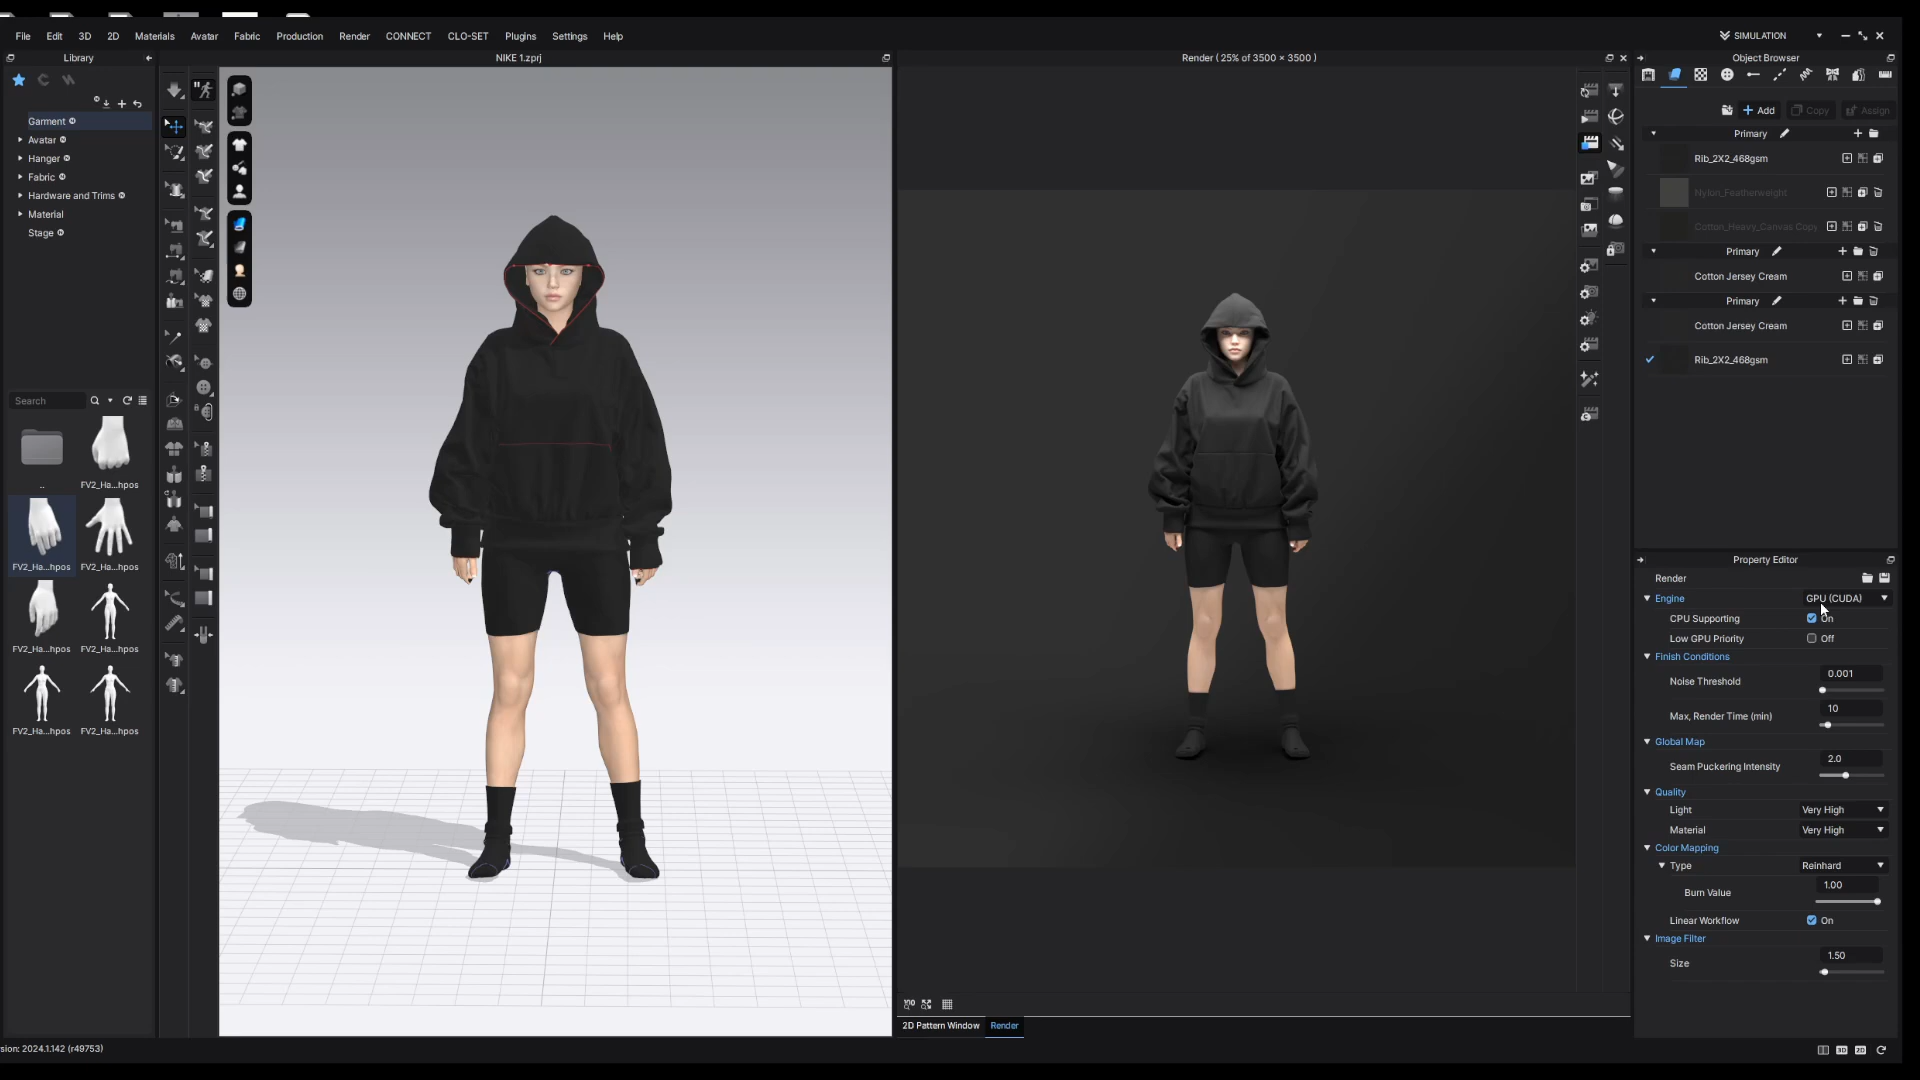 File Edit 3D 2D Materials Avatar Fabric Production Render CONNECT CLO-SET Plugins Settings Help
SIMULATION
Library
NIKE 1.zprj
Render ( 25% of 3500 x 3500 )
Object Browser
Garment
Avatar
Hanger
Fabric
Hardware and Trims
Material
Stage
Search
..
FV2_Ha...hpos
FV2_Ha...hpos FV2_Ha...hpos
FV2_Ha...hpos FV2_Ha...hpos
FV2_Ha...hpos FV2_Ha...hpos
sion: 2024.1.142 (r49753)
2D Pattern Window Render
Add Copy Assign
Primary
Rib_2X2_468gsm
Nylon_Featherweight
Cotton_Heavy_Canvas Copy
Primary
Cotton Jersey Cream
Primary
Cotton Jersey Cream
Rib_2X2_468gsm
Property Editor
Render
Engine GPU (CUDA)
CPU Supporting On
Low GPU Priority Off
Finish Conditions
Noise Threshold 0.001
Max, Render Time (min) 10
Global Map
Seam Puckering Intensity 2.0
Quality
Light Very High
Material Very High
Color Mapping
Type Reinhard
Burn Value 1.00
Linear Workflow On
Image Filter
Size 1.50
3D 2D